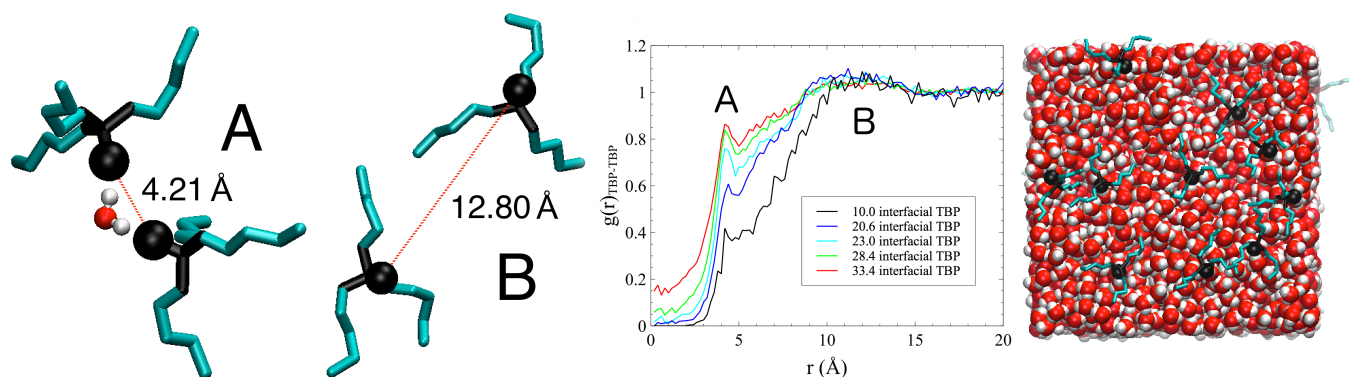 A
4.21 Å
12.80 Å
B
g(r)TBP-TBP
1.2
1
0.8
0.6
0.4
0.2
0
A
B
10.0 interfacial TBP
20.6 interfacial TBP
23.0 interfacial TBP
28.4 interfacial TBP
33.4 interfacial TBP
0 5 10 15 20
r (Å)